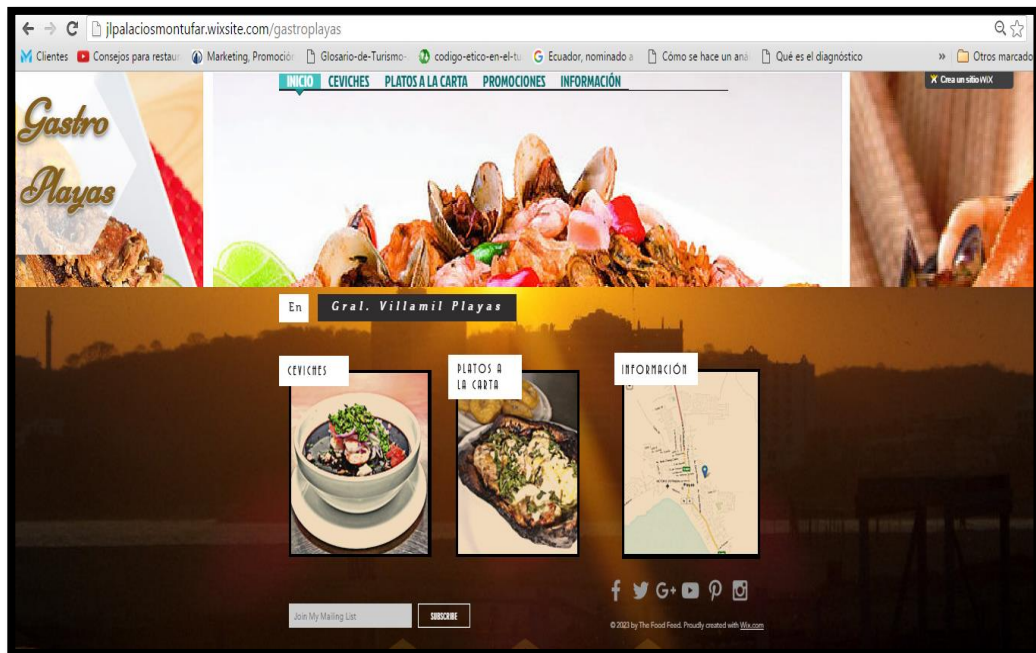 jlpalaciosmontufar.wixsite.com/gastroplayas
Clientes Consejos para restaur Marketing, Promoción Glosario-de-Turismo- codigo-etico-en-el-tu Ecuador, nominado a Cómo se hace un aná Qué es el diagnóstico » Otros marcado
INICIO CEVICHES PLATOS A LA CARTA PROMOCIONES INFORMACIÓN
Crea un sitio WiX
Gastro
Playas
En Gral. Villamil Playas
CEVICHES
PLATOS A
LA CARTA
INFORMACIÓN
Playas
Join My Mailing List SUBSCRIBE
© 2023 by The Food Feed. Proudly created with Wix.com